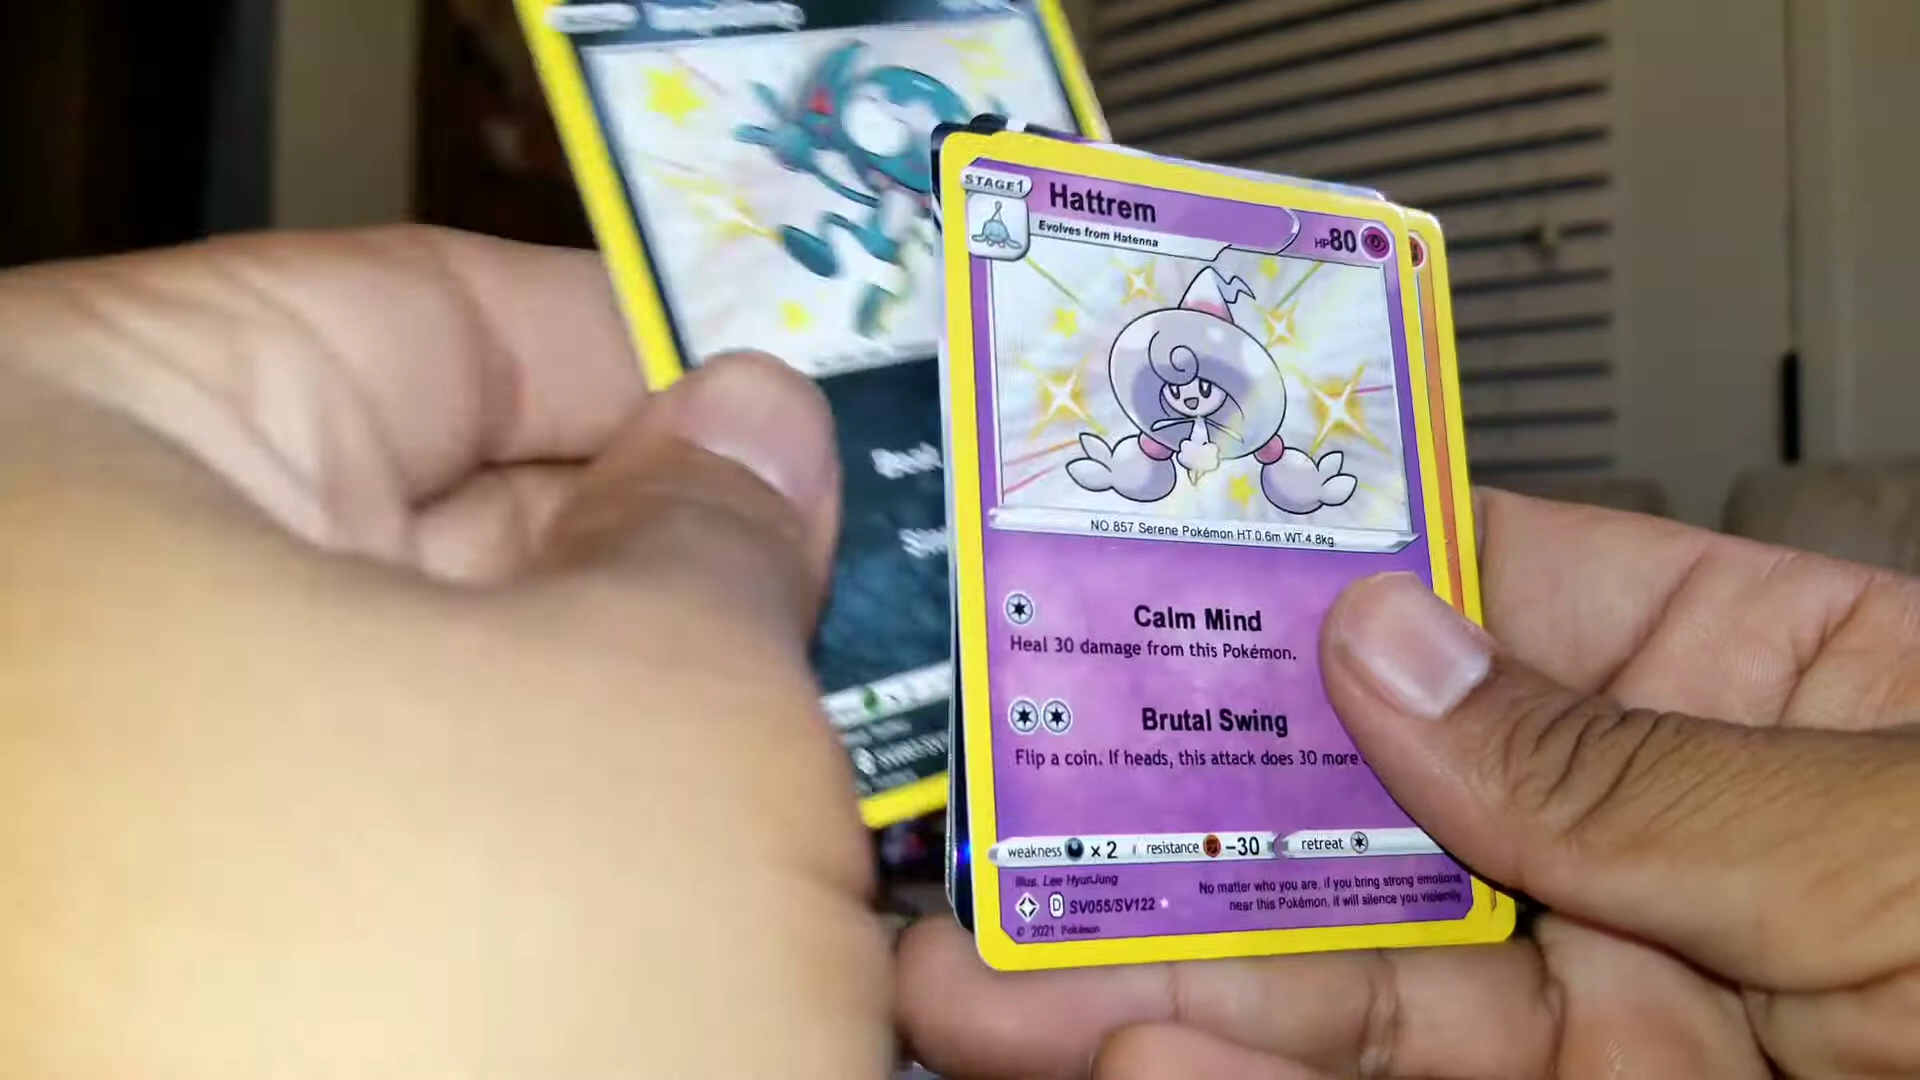 STAGE1
Hattrem
Evolves from Hatenna
HP80
NO.857 Serene Pokémon HT.0.6m WT.4.8kg
Calm Mind
Heal 30 damage from this Pokémon.
Brutal Swing
Flip a coin. If heads, this attack does 30 more
weakness ×2 resistance -30 retreat
Illus. Lee HyunJung
D SV055/SV122
© 2021 Pokémon
No matter who you are, if you bring strong emotions
near this Pokémon, it will silence you violently.